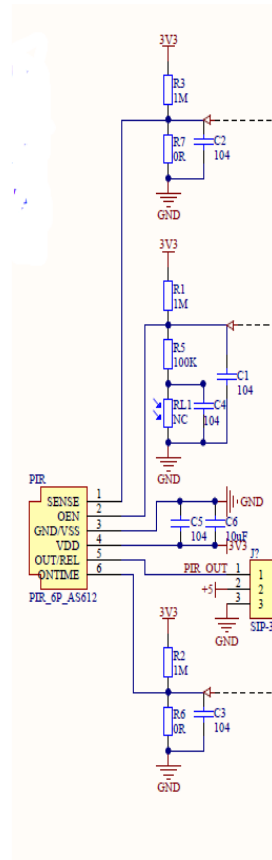 3V3
R3
1M
R7
0R
C2
104
GND
3V3
R1
1M
R5
100K
C1
104
RL1
NC
C4
104
GND
PIR
SENSE 1
OEN 2
GND/VSS 3
VDD 4
OUT/REL 5
ONTIME 6
PIR_6P_AS612
GND
C5
104
C6
10uF
3V3
J?
PIR_OUT 1 1
+5 2 2
3 3
SIP-3
GND
3V3
R2
1M
R6
0R
C3
104
GND